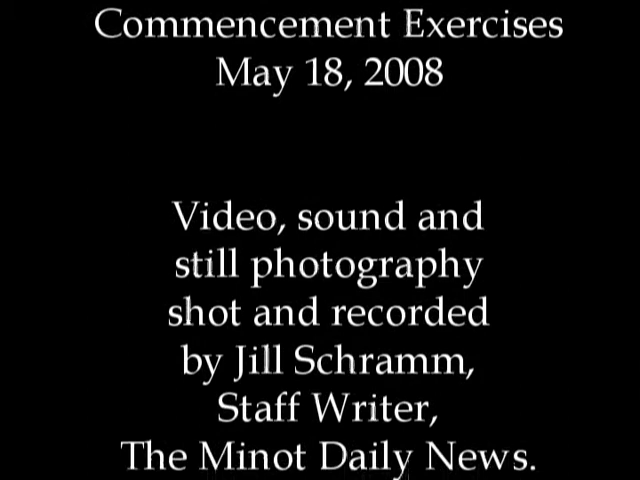 Commencement Exercises
May 18, 2008
Video, sound and
still photography
shot and recorded
by Jill Schramm,
Staff Writer,
The Minot Daily News.